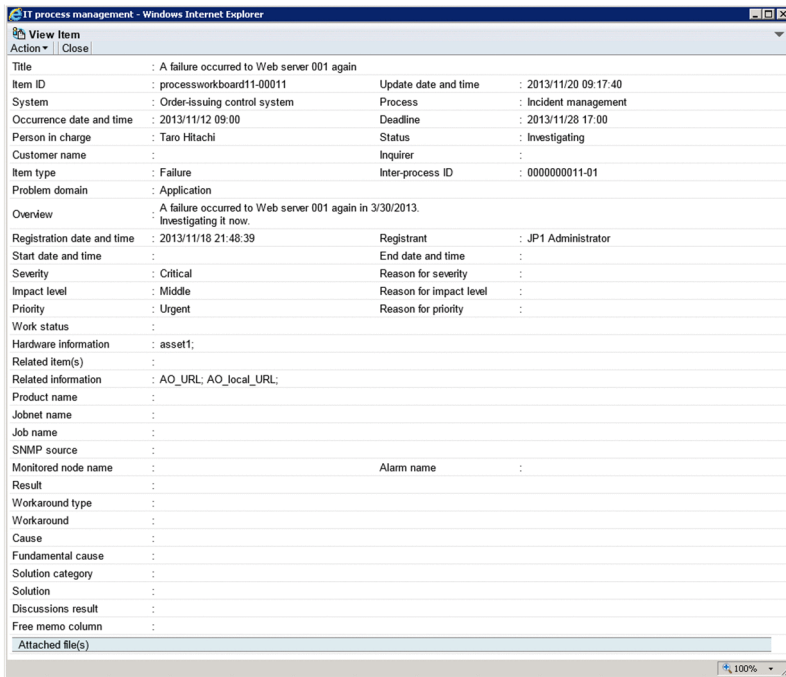 IT process management - Windows Internet Explorer
View Item
Action Close
Title : A failure occurred to Web server 001 again
Item ID : processworkboard11-00011 Update date and time : 2013/11/20 09:17:40
System : Order-issuing control system Process : Incident management
Occurrence date and time : 2013/11/12 09:00 Deadline : 2013/11/28 17:00
Person in charge : Taro Hitachi Status : Investigating
Customer name : Inquirer :
Item type : Failure Inter-process ID : 0000000011-01
Problem domain : Application
Overview : A failure occurred to Web server 001 again in 3/30/2013.
Investigating it now.
Registration date and time : 2013/11/18 21:48:39 Registrant : JP1 Administrator
Start date and time : End date and time :
Severity : Critical Reason for severity :
Impact level : Middle Reason for impact level :
Priority : Urgent Reason for priority :
Work status :
Hardware information : asset1;
Related item(s) :
Related information : AO_URL; AO_local_URL;
Product name :
Jobnet name :
Job name :
SNMP source :
Monitored node name : Alarm name :
Result :
Workaround type :
Workaround :
Cause :
Fundamental cause :
Solution category :
Solution :
Discussions result :
Free memo column :
Attached file(s)
100%